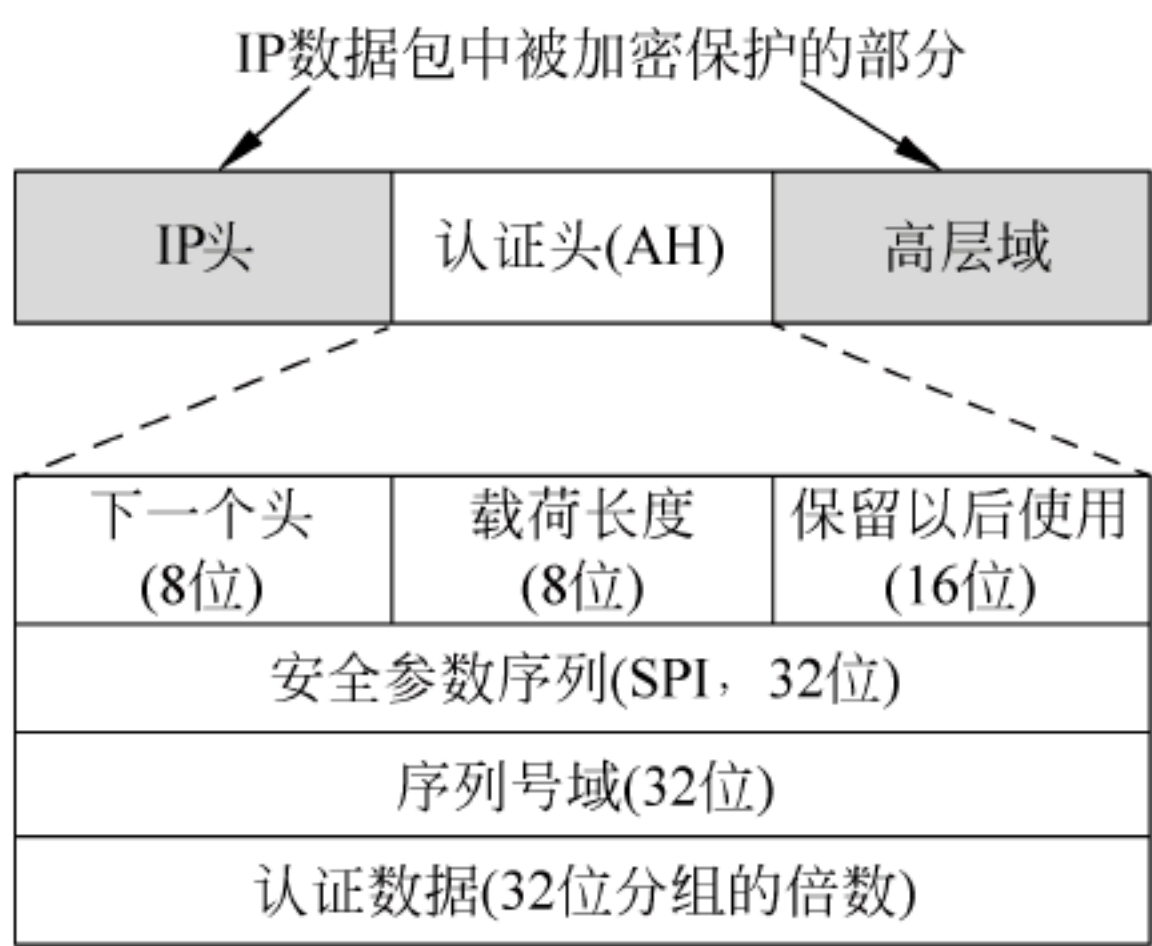 IP数据包中被加密保护的部分
IP头
认证头(AH)
高层域
下一个头
(8位)
载荷长度
(8位)
保留以后使用
(16位)
安全参数序列(SPI，32位)
序列号域(32位)
认证数据(32位分组的倍数)